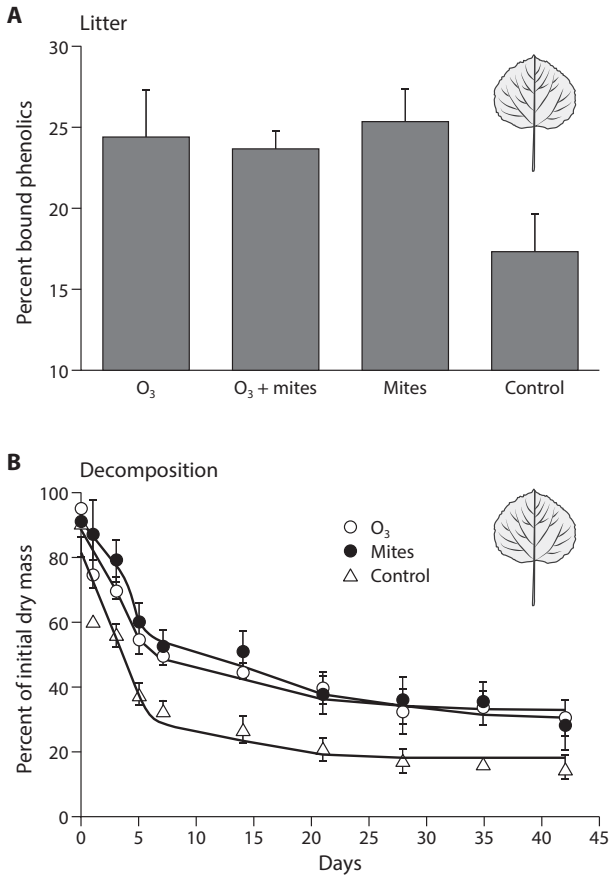 A
Litter
30
25
20
15
10
Percent bound phenolics
O₃
O₃ + mites
Mites
Control
B
Decomposition
100
80
60
40
20
0
Percent of initial dry mass
O₃
Mites
Control
0 5 10 15 20 25 30 35 40 45
Days